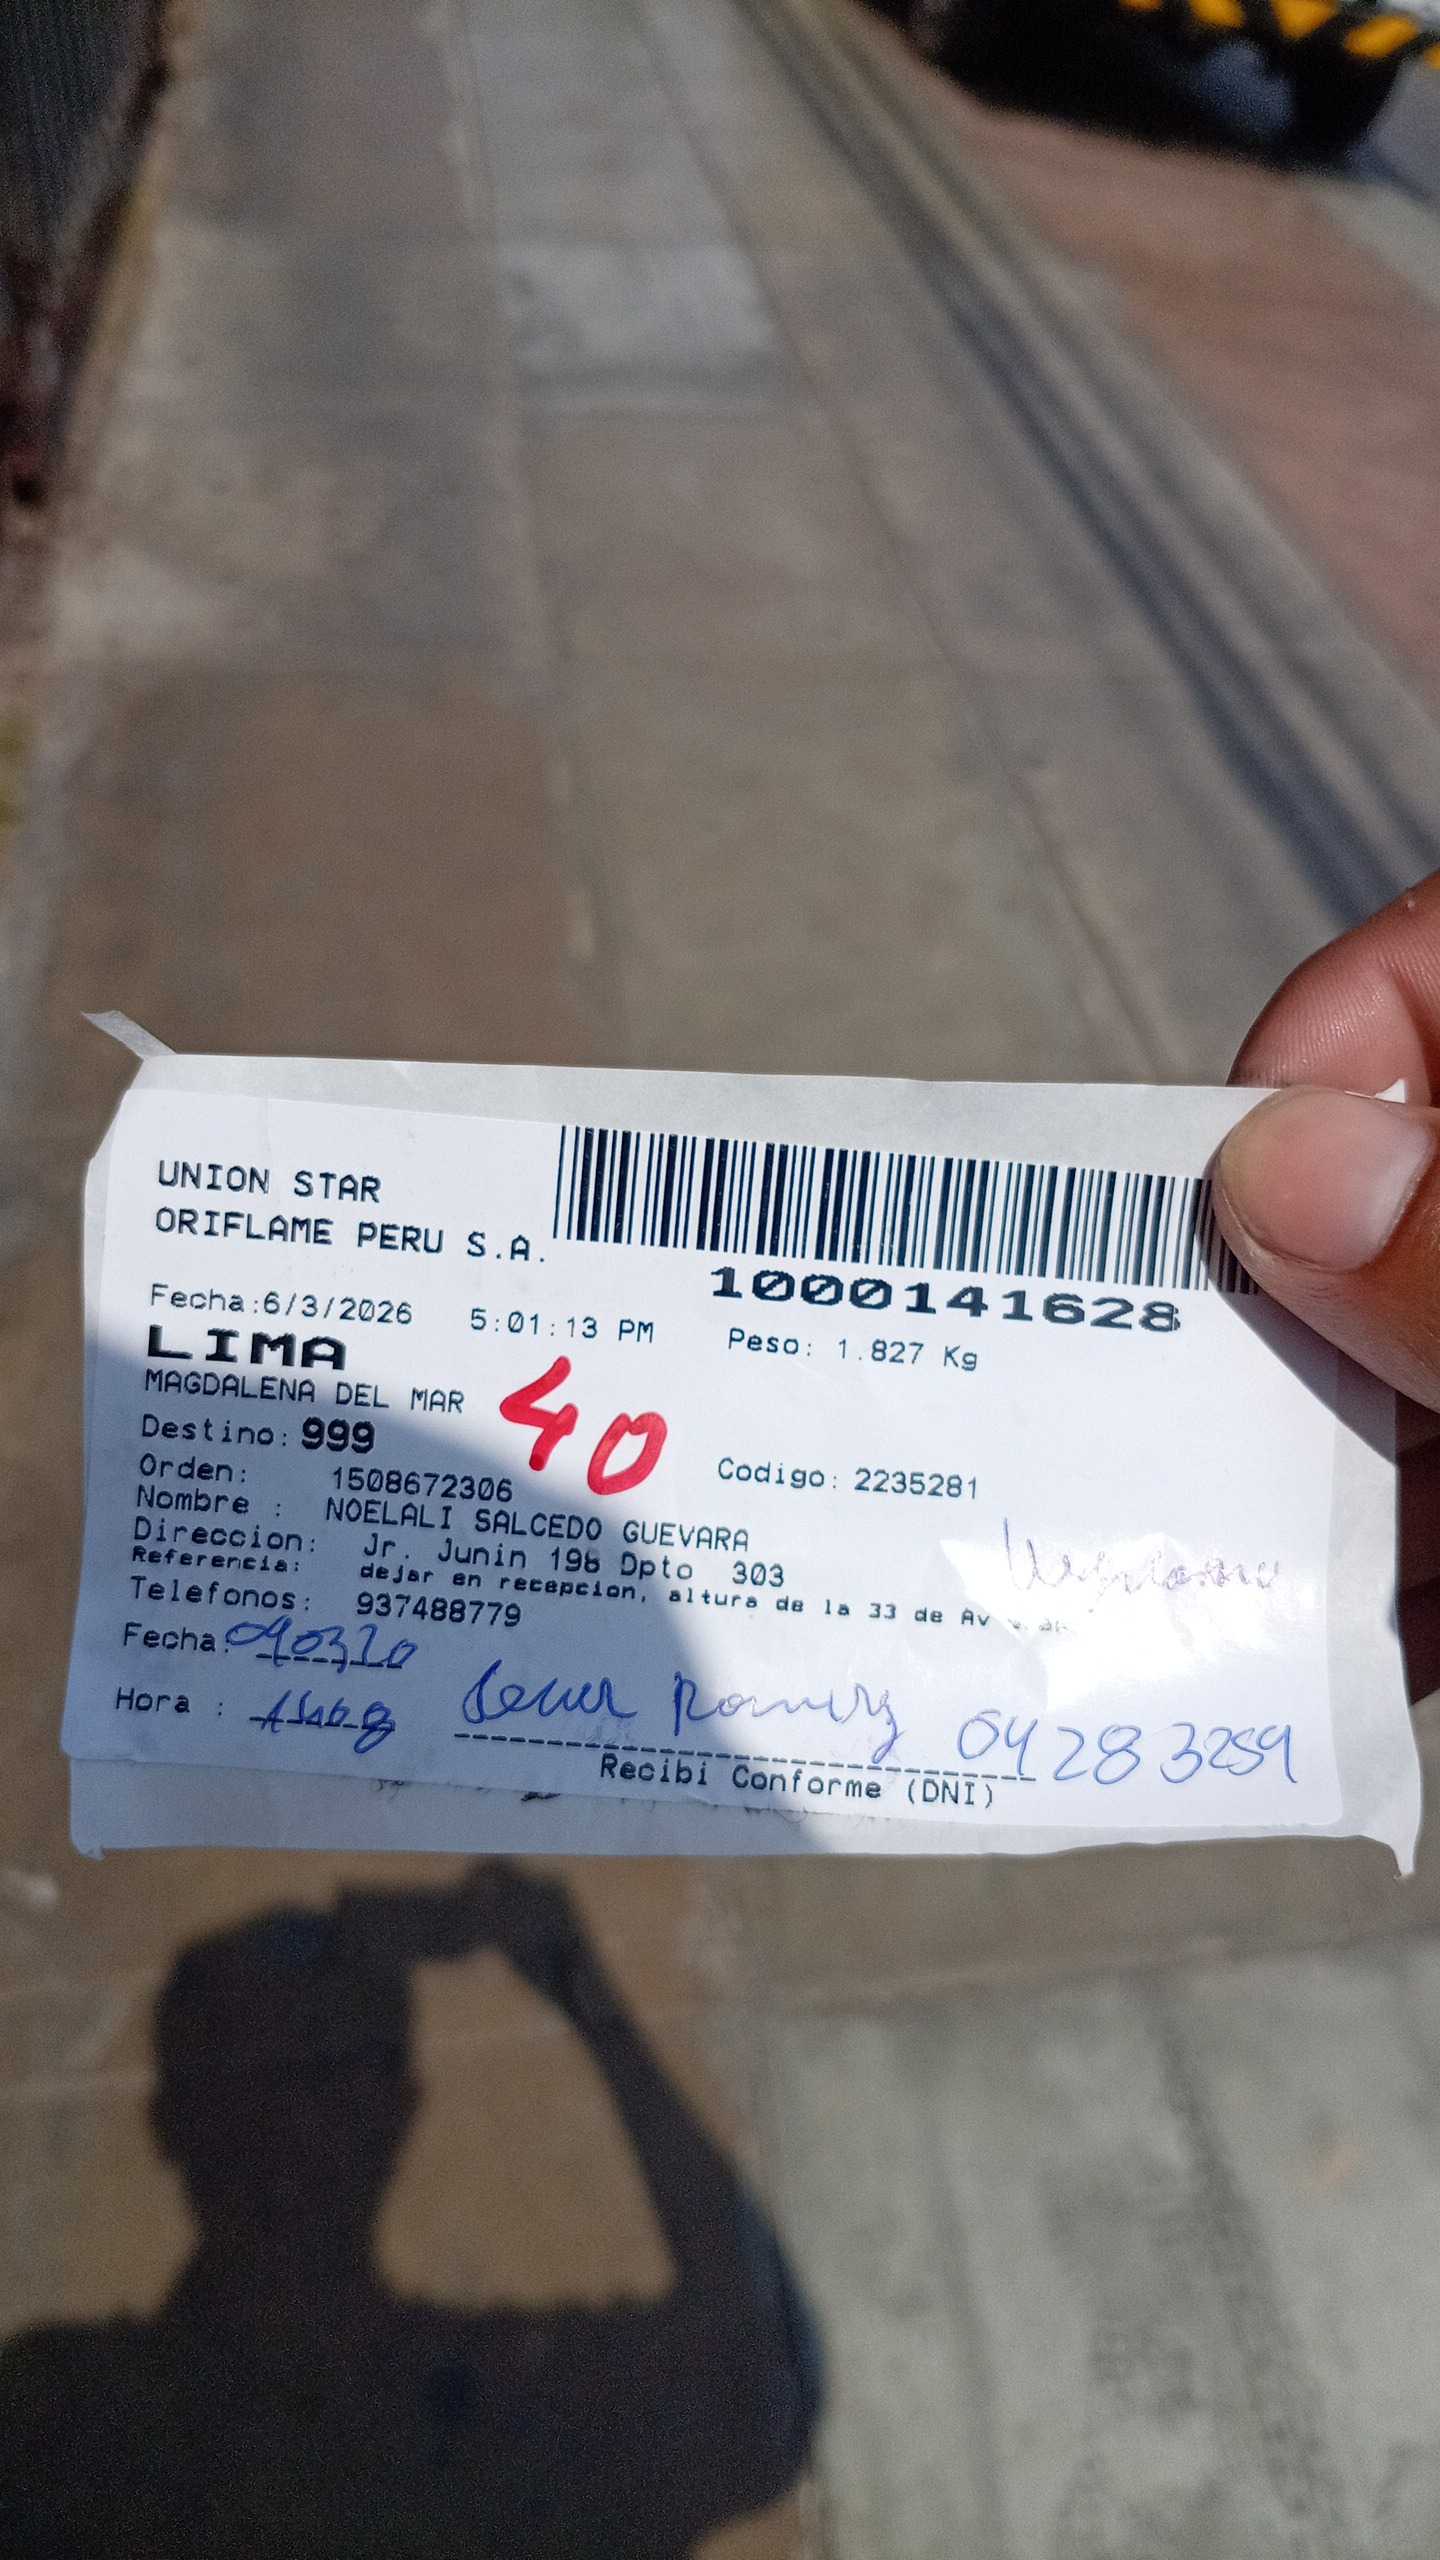 UNION STAR
ORIFLAME PERU S.A.
1000141628
Fecha:6/3/2026 5:01:13 PM Peso: 1.827 Kg
LIMA
MAGDALENA DEL MAR
40
Destino: 999
Orden: 1508672306 Codigo: 2235281
Nombre : NOELALI SALCEDO GUEVARA
Direccion: Jr. Junin 198 Dpto 303
Referencia: dejar en recepcion, altura de la 33 de Av
Telefonos: 937488779
Fecha:
Hora :
04283259
Recibi Conforme (DNI)